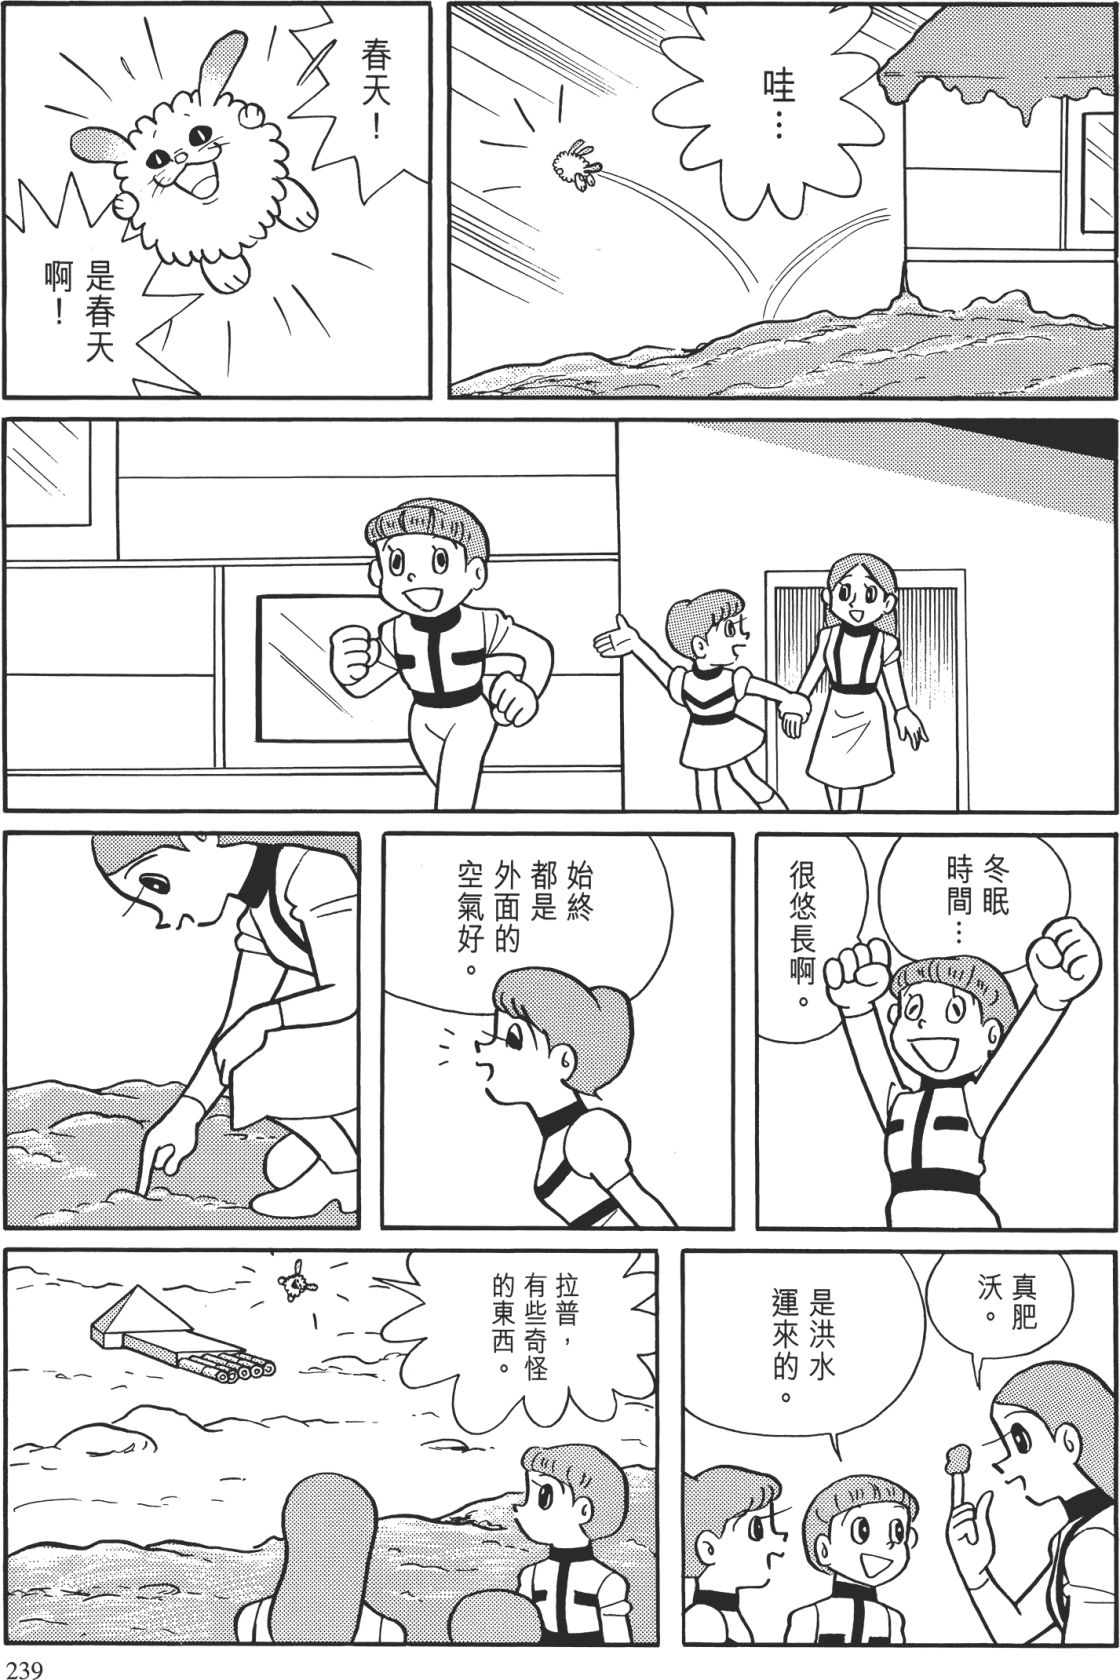 哇…
春天！
是春天
啊！
冬眠
時間…
很悠長啊。
始終
都是
外面的
空氣好。
真肥
沃。
是洪水
運來的。
拉普，
有些奇怪
的東西。
239